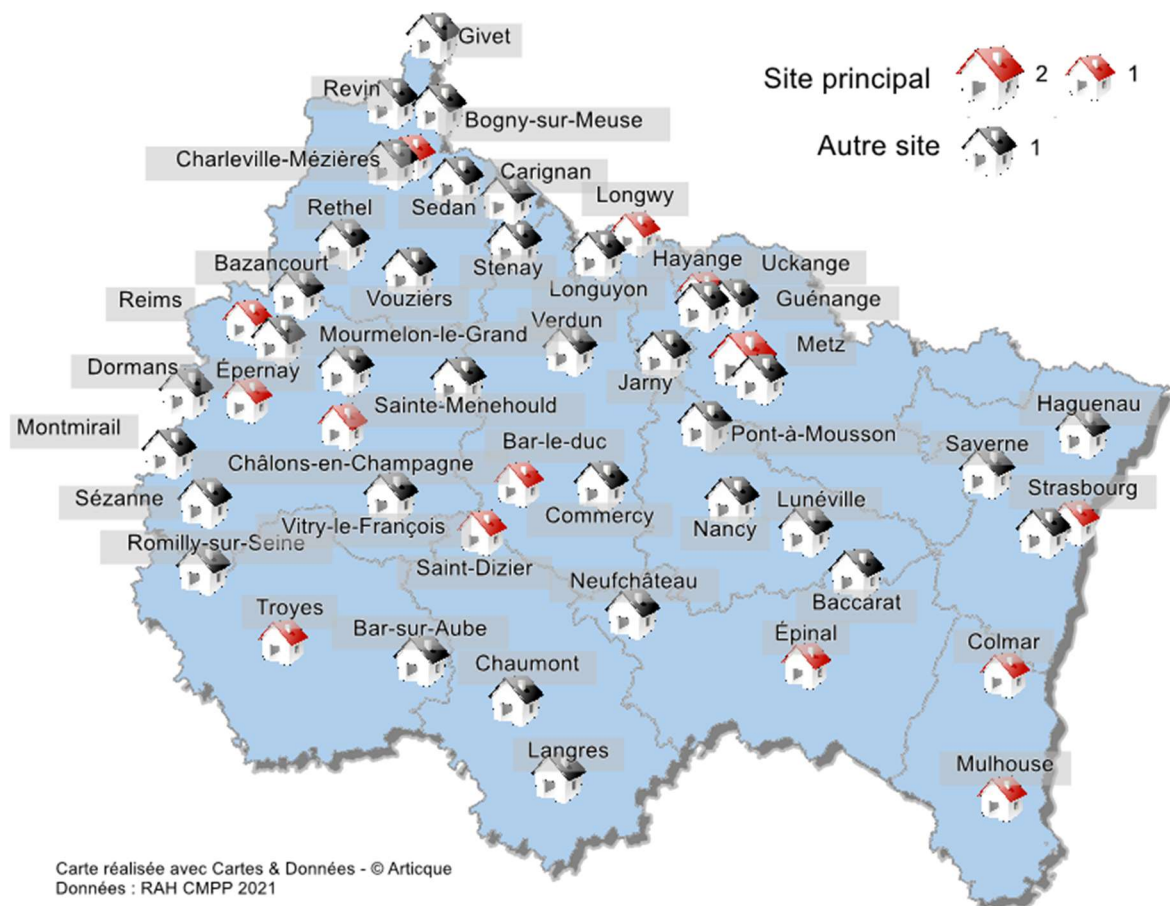 Givet
Site principal 2 1
Revin
Bogny-sur-Meuse
Autre site 1
Charleville-Mézières
Carignan
Longwy
Rethel
Sedan
Hayange
Uckange
Bazancourt
Stenay
Longuyon
Guénange
Reims
Vouziers
Verdun
Mourmelon-le-Grand
Metz
Dormans
Épernay
Jarny
Sainte-Menehould
Haguenau
Montmirail
Pont-à-Mousson
Bar-le-duc
Saverne
Châlons-en-Champagne
Strasbourg
Sézanne
Lunéville
Vitry-le-François
Commercy
Nancy
Romilly-sur-Seine
Saint-Dizier
Neufchâteau
Baccarat
Troyes
Bar-sur-Aube
Épinal
Colmar
Chaumont
Langres
Mulhouse
Carte réalisée avec Cartes & Données - © Articque
Données : RAH CMPP 2021